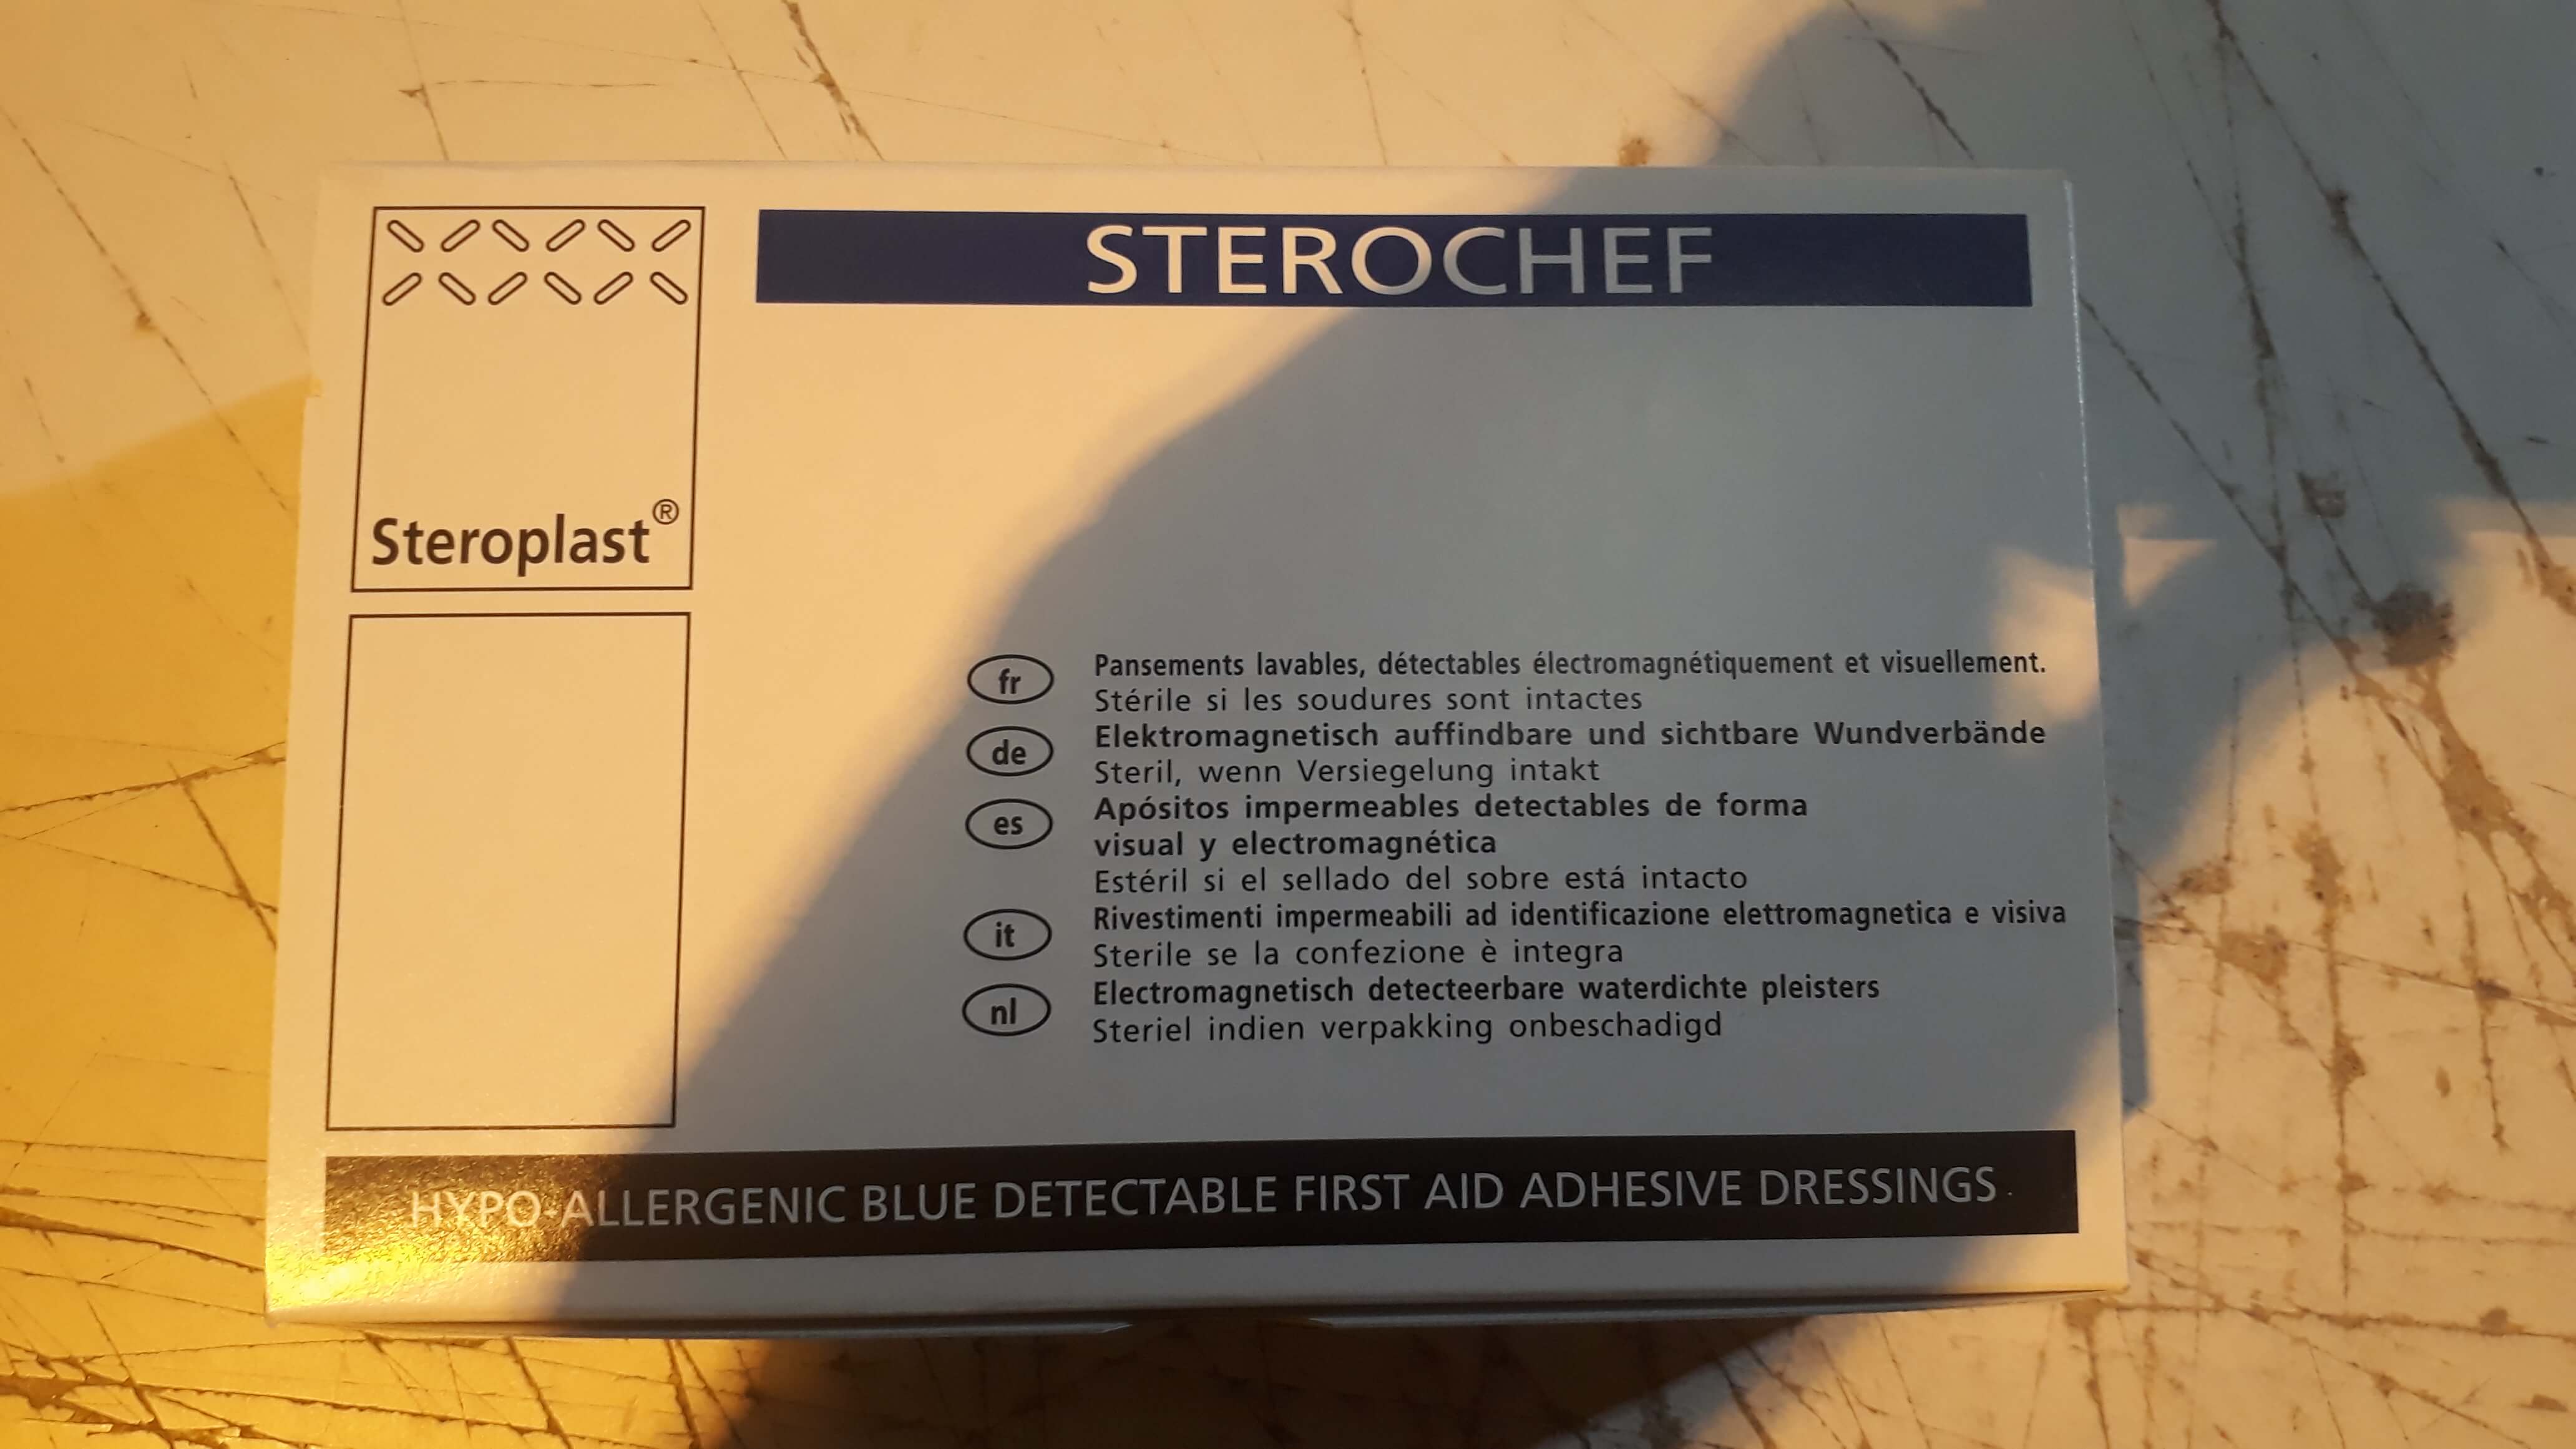 STEROCHEF
Steroplast®
fr
Pansements lavables, détectables électromagnétiquement et visuellement.
Stérile si les soudures sont intactes
de
Elektromagnetisch auffindbare und sichtbare Wundverbände
Steril, wenn Versiegelung intakt
es
Apósitos impermeables detectables de forma
visual y electromagnética
Estéril si el sellado del sobre está intacto
it
Rivestimenti impermeabili ad identificazione elettromagnetica e visiva
Sterile se la confezione è integra
nl
Electromagnetisch detecteerbare waterdichte pleisters
Steriel indien verpakking onbeschadigd
HYPO-ALLERGENIC BLUE DETECTABLE FIRST AID ADHESIVE DRESSINGS